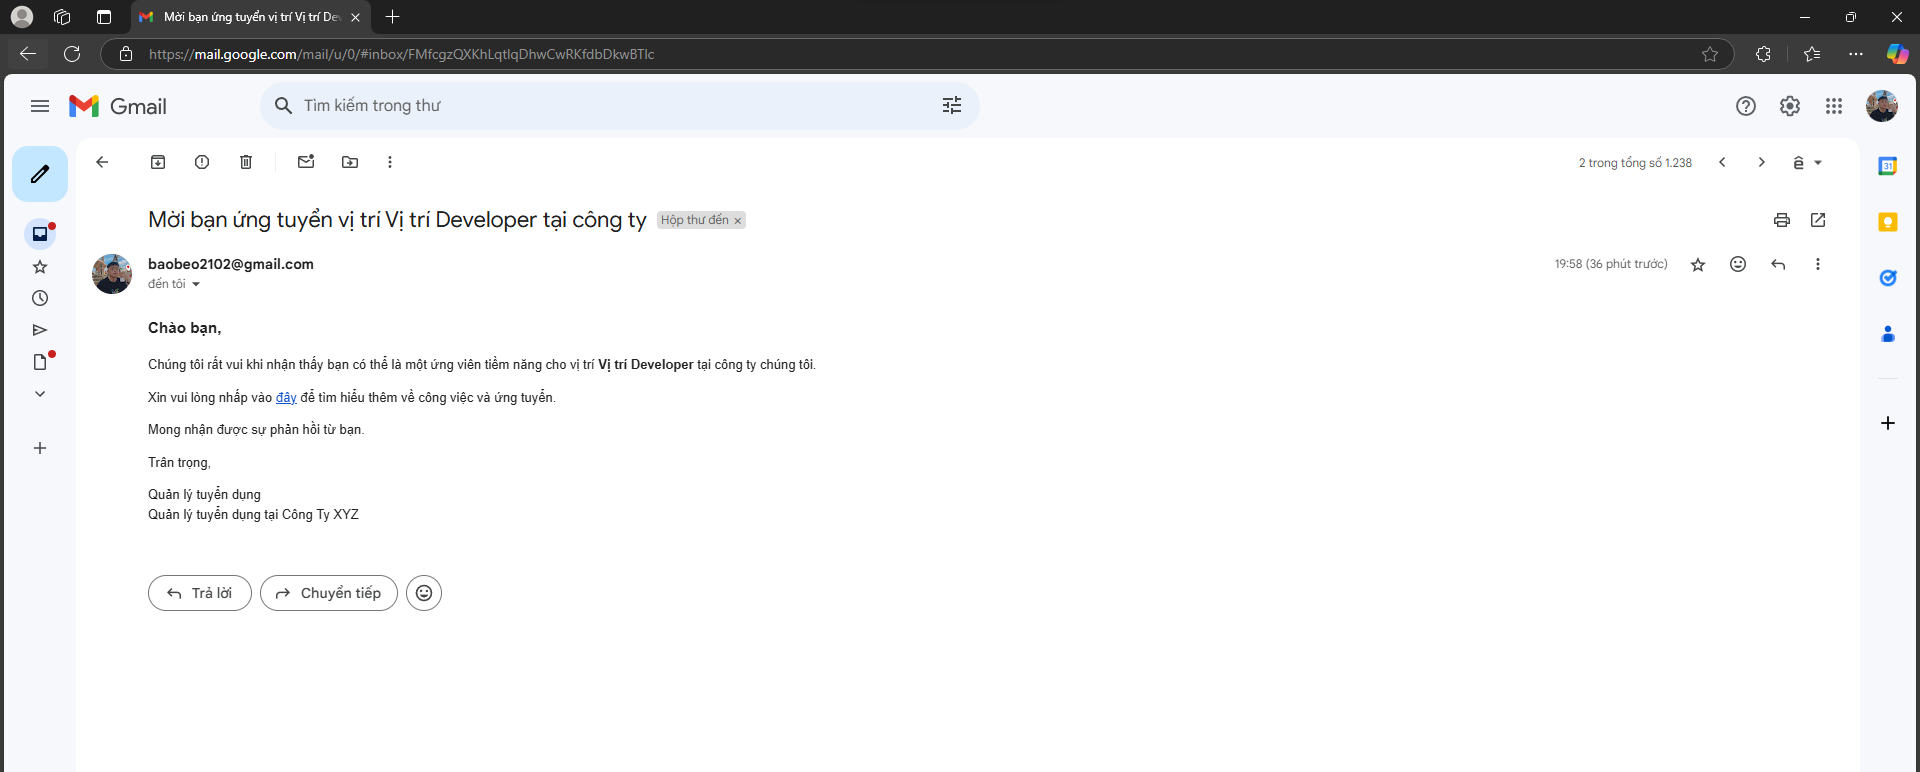 Mời bạn ứng tuyển vị trí Vị trí Dev
https://mail.google.com/mail/u/0/#inbox/FMfcgzQXKhLqtlqDhwCwRKfdbDkwBTlc
Gmail
Tìm kiếm trong thư
2 trong tổng số 1.238
Mời bạn ứng tuyển vị trí Vị trí Developer tại công ty
Hộp thư đến
baobeo2102@gmail.com
19:58 (36 phút trước)
đến tôi
Chào bạn,
Chúng tôi rất vui khi nhận thấy bạn có thể là một ứng viên tiềm năng cho vị trí Vị trí Developer tại công ty chúng tôi.
Xin vui lòng nhấp vào đây để tìm hiểu thêm về công việc và ứng tuyển.
Mong nhận được sự phản hồi từ bạn.
Trân trọng,
Quản lý tuyển dụng
Quản lý tuyển dụng tại Công Ty XYZ
Trả lời
Chuyển tiếp